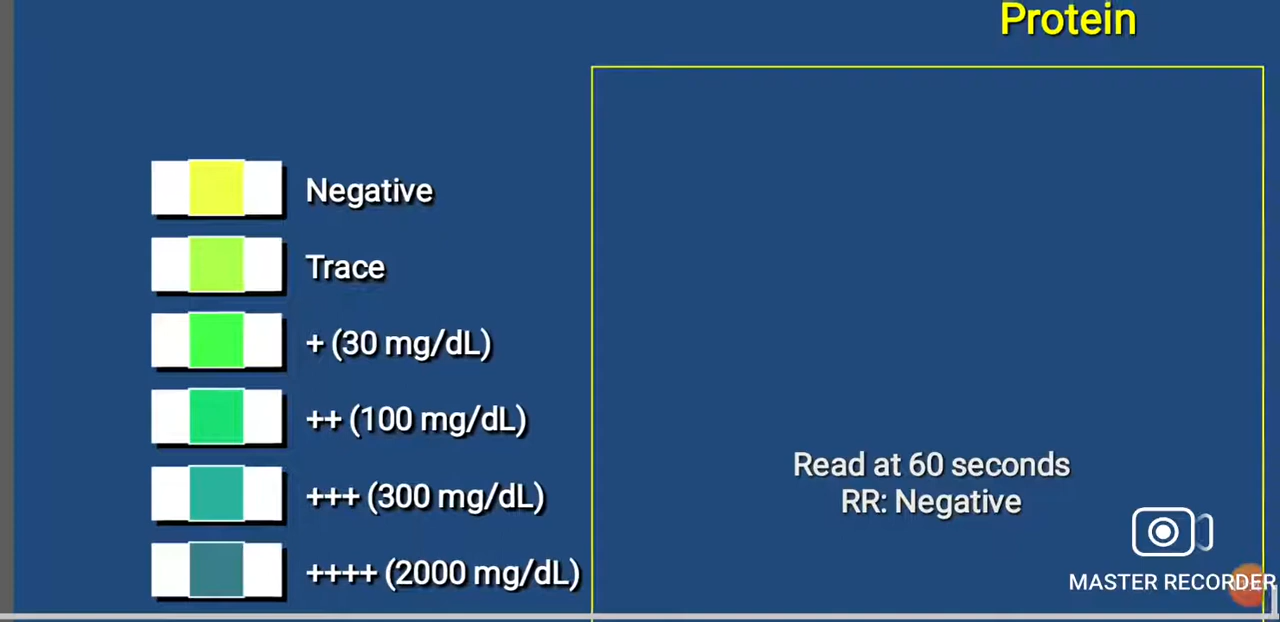 Protein
Negative
Trace
+ (30 mg/dL)
++ (100 mg/dL)
+++ (300 mg/dL)
++++ (2000 mg/dL)
Read at 60 seconds
RR: Negative
MASTER RECORDER